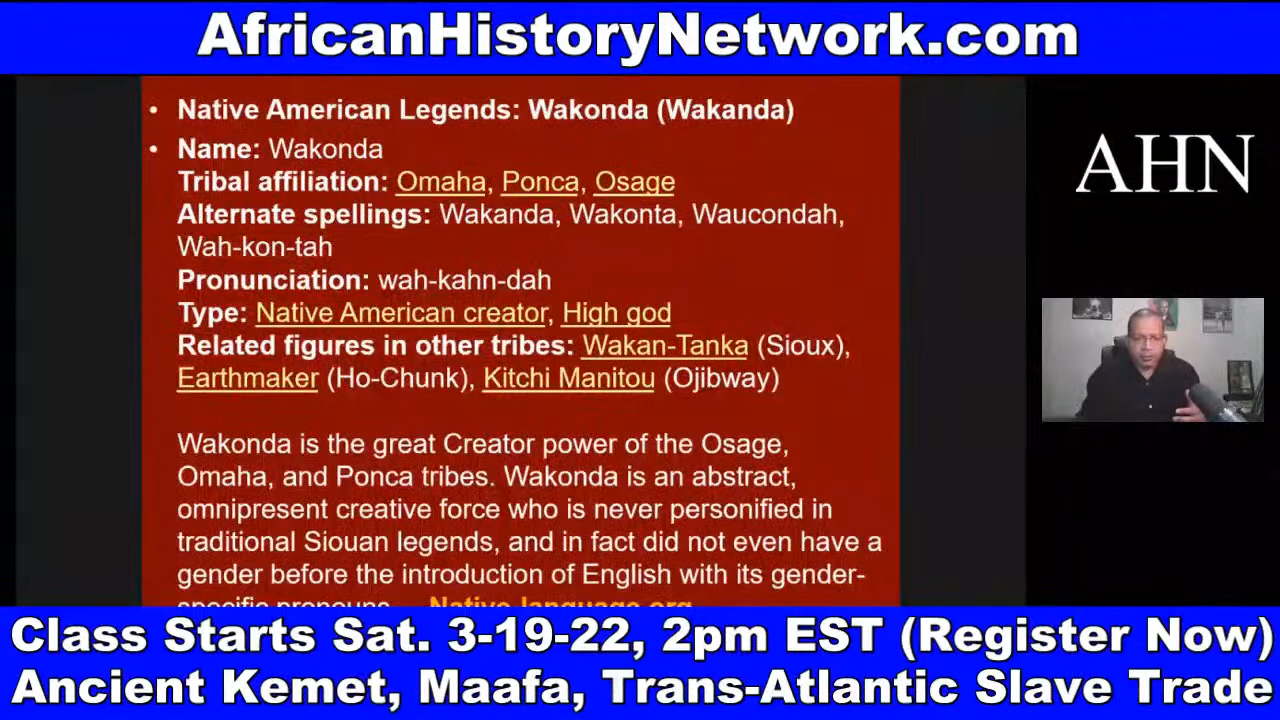 AfricanHistoryNetwork.com
• Native American Legends: Wakonda (Wakanda)
• Name: Wakonda
Tribal affiliation: Omaha, Ponca, Osage
Alternate spellings: Wakanda, Wakonta, Waucondah,
Wah-kon-tah
Pronunciation: wah-kahn-dah
Type: Native American creator, High god
Related figures in other tribes: Wakan-Tanka (Sioux),
Earthmaker (Ho-Chunk), Kitchi Manitou (Ojibway)
Wakonda is the great Creator power of the Osage,
Omaha, and Ponca tribes. Wakonda is an abstract,
omnipresent creative force who is never personified in
traditional Siouan legends, and in fact did not even have a
gender before the introduction of English with its gender-
specific pronouns. Native-language.org
AHN
Class Starts Sat. 3-19-22, 2pm EST (Register Now)
Ancient Kemet, Maafa, Trans-Atlantic Slave Trade